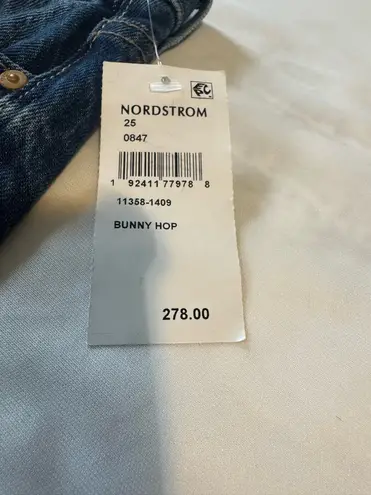 NORDSTROM
25
0847
1 92411 77978 8
11358-1409
BUNNY HOP
278.00